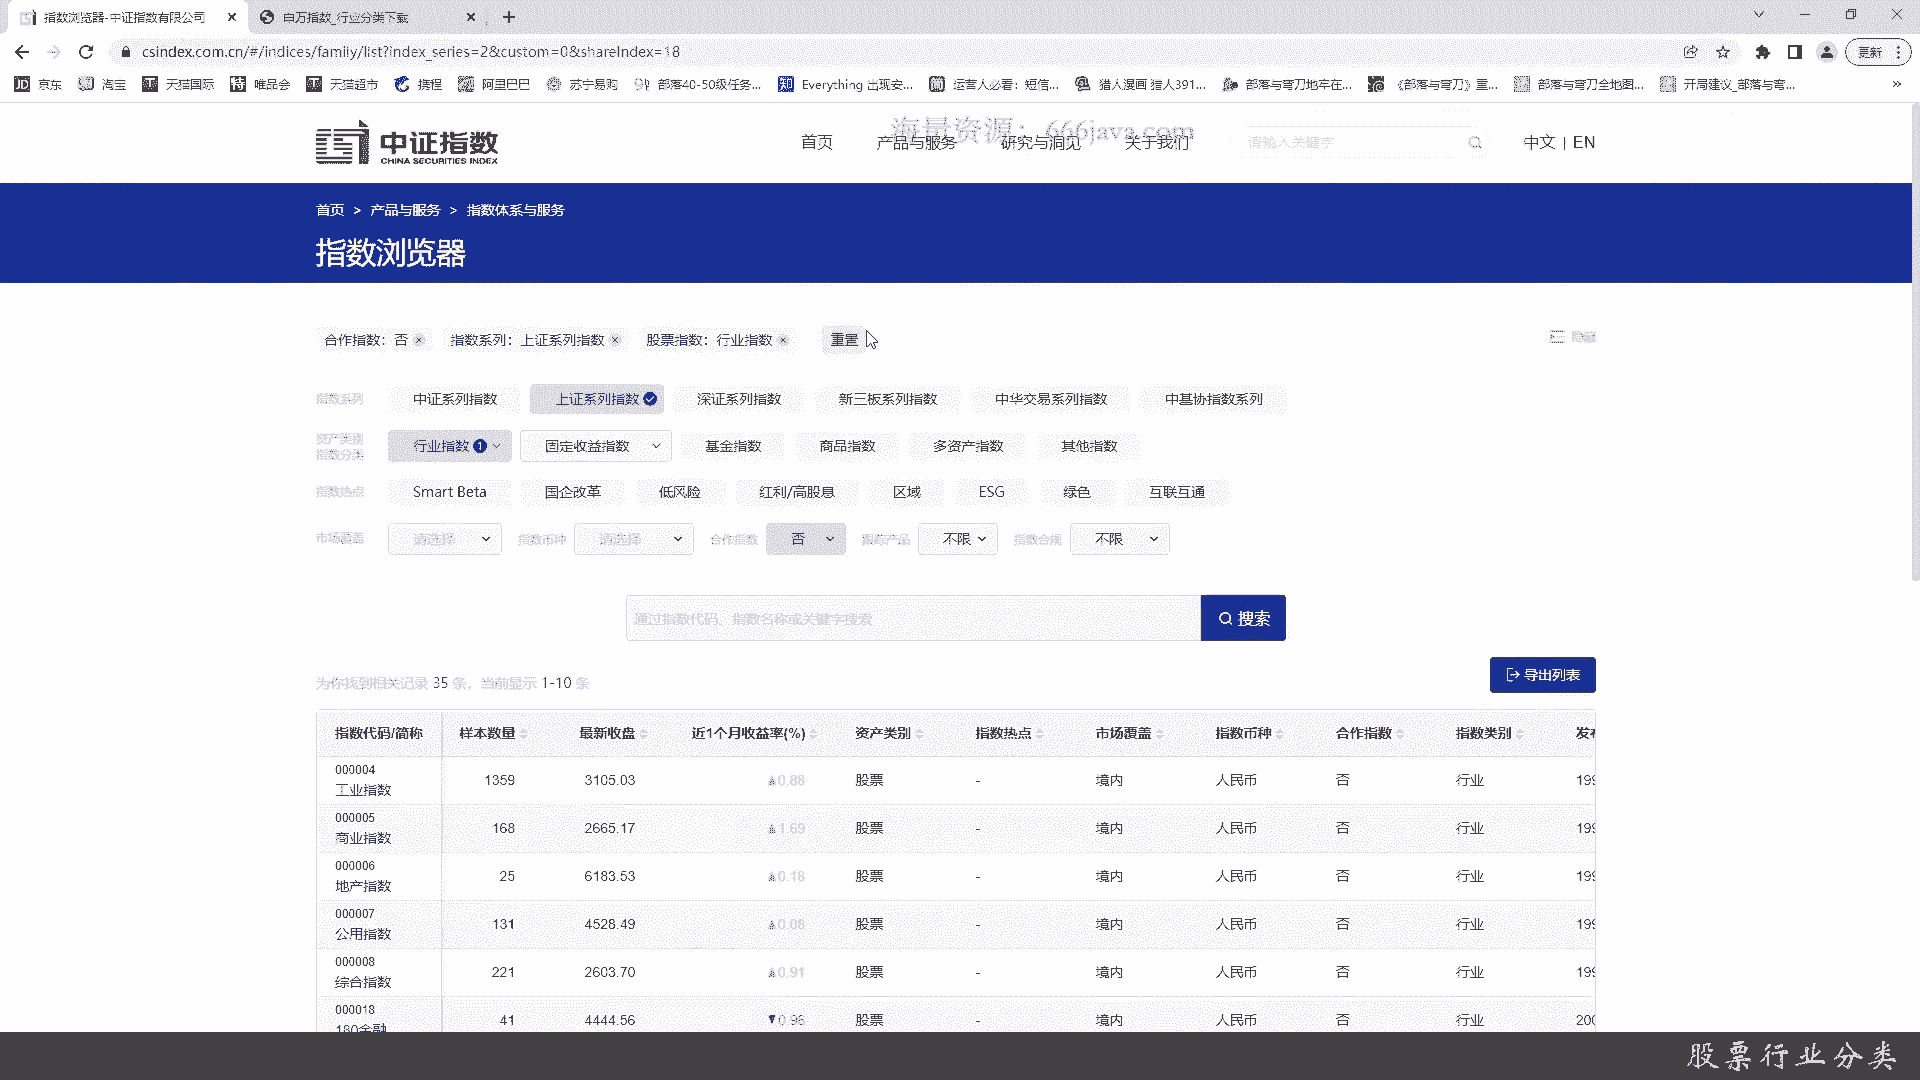 指数浏览器-中证指数有限公司
申万指数_行业分类下载
csindex.com.cn/#/indices/family/list?index_series=2&custom=0&shareIndex=18
更新
京东
淘宝
天猫国际
唯品会
天猫超市
携程
阿里巴巴
苏宁易购
部落40-50级任务...
Everything 出现安...
运营人必看：短信...
猎人漫画 猎人391...
部落与弯刀地牢在...
《部落与弯刀》重...
部落与弯刀全地图...
开局建议_部落与弯...
»
中证指数
CHINA SECURITIES INDEX
海量资源：666java.com
首页
产品与服务
研究与洞见
关于我们
请输入关键字
中文 | EN
首页 > 产品与服务 > 指数体系与服务
指数浏览器
合作指数：否
指数系列：上证系列指数
股票指数：行业指数
重置
隐藏
指数系列
中证系列指数
上证系列指数
深证系列指数
新三板系列指数
中华交易系列指数
中基协指数系列
资产类别
指数分类
行业指数 1
固定收益指数
基金指数
商品指数
多资产指数
其他指数
指数热点
Smart Beta
国企改革
低风险
红利/高股息
区域
ESG
绿色
互联互通
市场覆盖
请选择
指数币种
请选择
合作指数
否
跟踪产品
不限
指数合规
不限
通过指数代码、指数名称或关键字搜索
搜索
为你找到相关记录 35 条，当前显示 1-10 条
导出列表
指数代码/简称 样本数量 最新收盘 近1个月收益率(%) 资产类别 指数热点 市场覆盖 指数币种 合作指数 指数类别 发布
000004
工业指数 1359 3105.03 0.88 股票 - 境内 人民币 否 行业 199
000005
商业指数 168 2665.17 1.69 股票 - 境内 人民币 否 行业 199
000006
地产指数 25 6183.53 0.18 股票 - 境内 人民币 否 行业 199
000007
公用指数 131 4528.49 0.08 股票 - 境内 人民币 否 行业 199
000008
综合指数 221 2603.70 0.91 股票 - 境内 人民币 否 行业 199
000018
180金融 41 4444.56 0.96 股票 - 境内 人民币 否 行业 200
股票行业分类